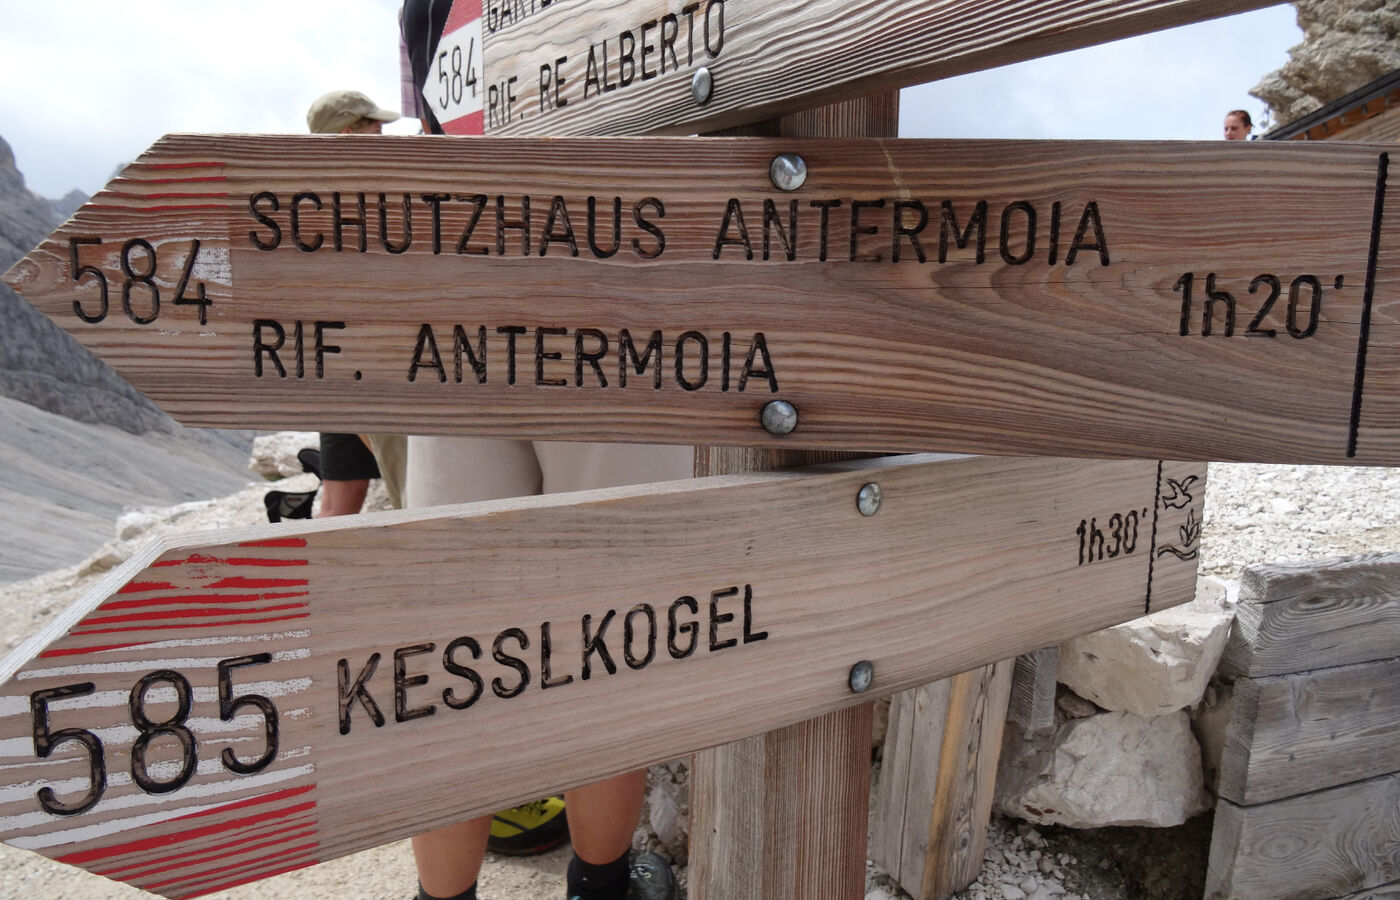 584
RIF. RE ALBERTO
584
SCHUTZHAUS ANTERMOIA
RIF. ANTERMOIA
1h20'
585
KESSLKOGEL
1h30'